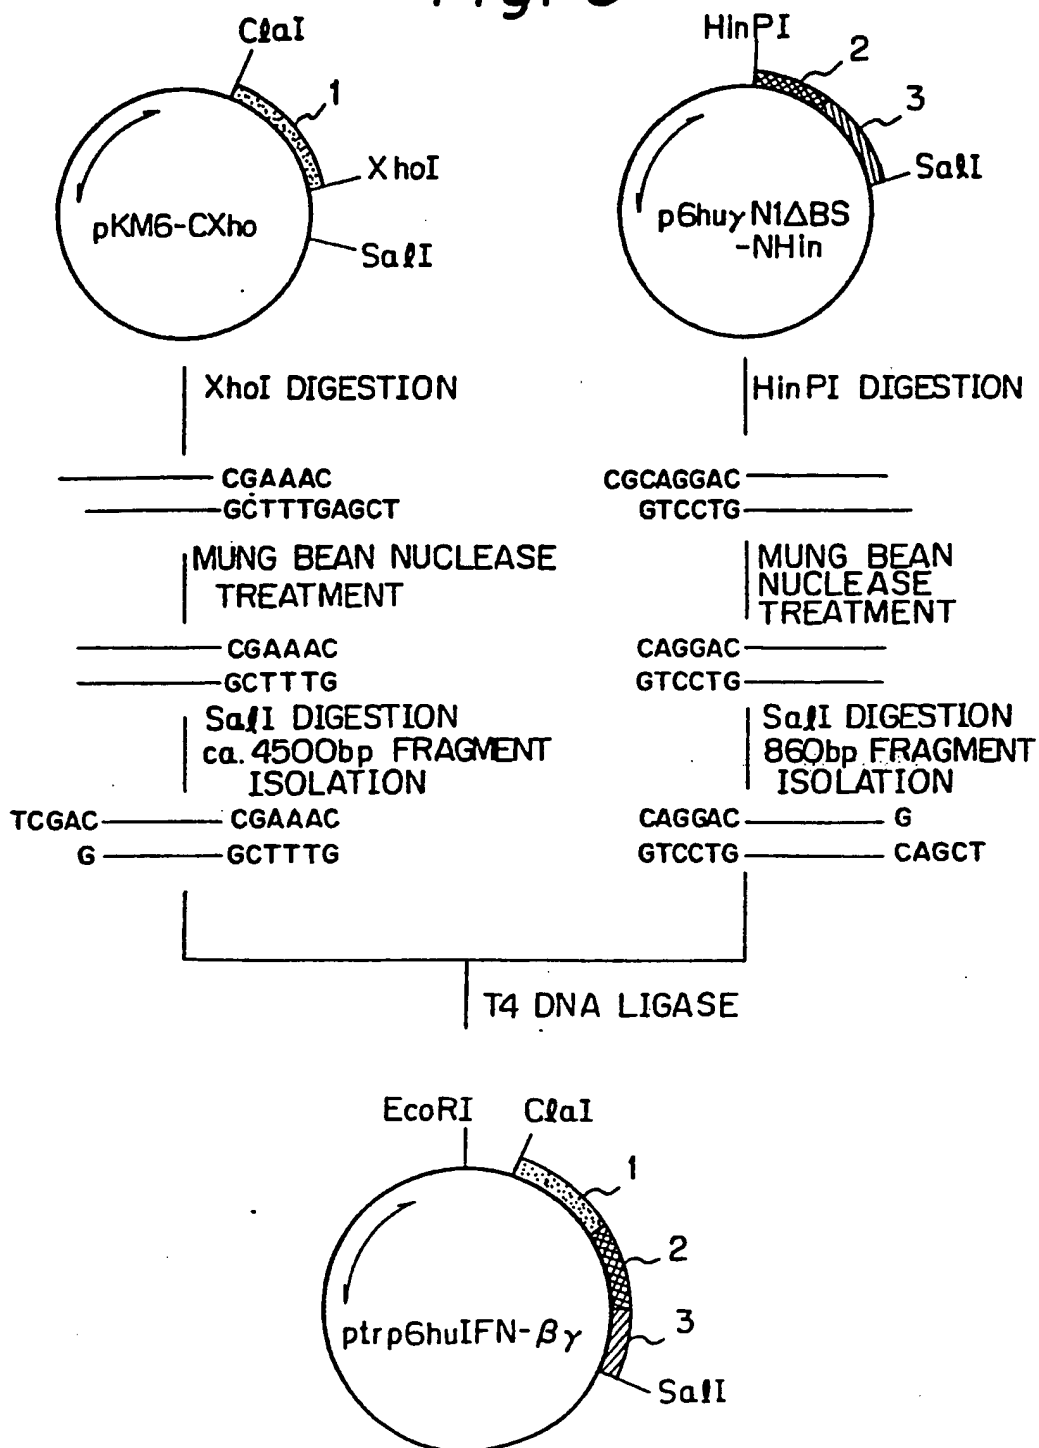 ClaI
1
XhoI
SalI
pKM6-CXho
HinPI
2
3
SalI
p6huγN1ΔBS
-NHin
XhoI DIGESTION
HinPI DIGESTION
CGAAAC
GCTTTGAGCT
CGCAGGAC
GTCCTG
MUNG BEAN NUCLEASE
TREATMENT
MUNG BEAN
NUCLEASE
TREATMENT
CGAAAC
GCTTTG
CAGGAC
GTCCTG
SalI DIGESTION
ca. 4500bp FRAGMENT
ISOLATION
SalI DIGESTION
860bp FRAGMENT
ISOLATION
TCGAC CGAAAC
G GCTTTG
CAGGAC G
GTCCTG CAGCT
T4 DNA LIGASE
EcoRI
ClaI
1
2
3
SalI
ptrp6huIFN-βγ